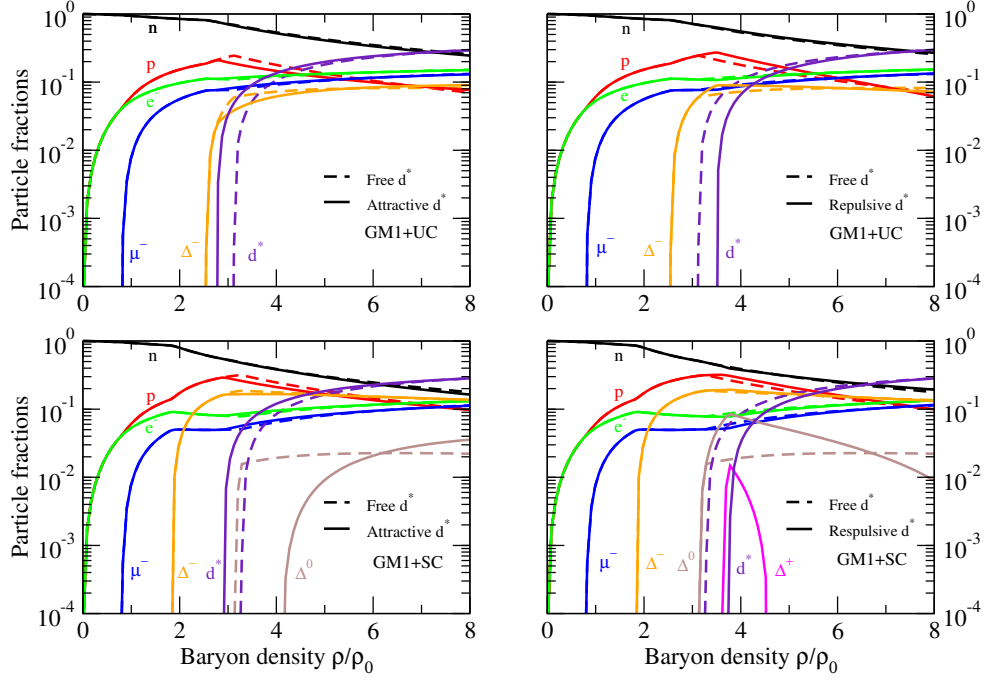 10^0
10^-1
10^-2
10^-3
10^-4
0 2 4 6 8
Particle fractions
n
p
e^-
μ^-
Δ^-
d^*
Free d^*
Attractive d^*
GM1+UC
10^0
10^-1
10^-2
10^-3
10^-4
0 2 4 6 8
n
p
e^-
μ^-
Δ^-
d^*
Free d^*
Repulsive d^*
GM1+UC
10^0
10^-1
10^-2
10^-3
10^-4
0 2 4 6 8
Particle fractions
Baryon density ρ/ρ_0
n
p
e^-
μ^-
Δ^-
d^*
Δ^0
Free d^*
Attractive d^*
GM1+SC
10^0
10^-1
10^-2
10^-3
10^-4
0 2 4 6 8
Baryon density ρ/ρ_0
n
p
e^-
μ^-
Δ^-
Δ^0
d^*
Δ^+
Free d^*
Respulsive d^*
GM1+SC